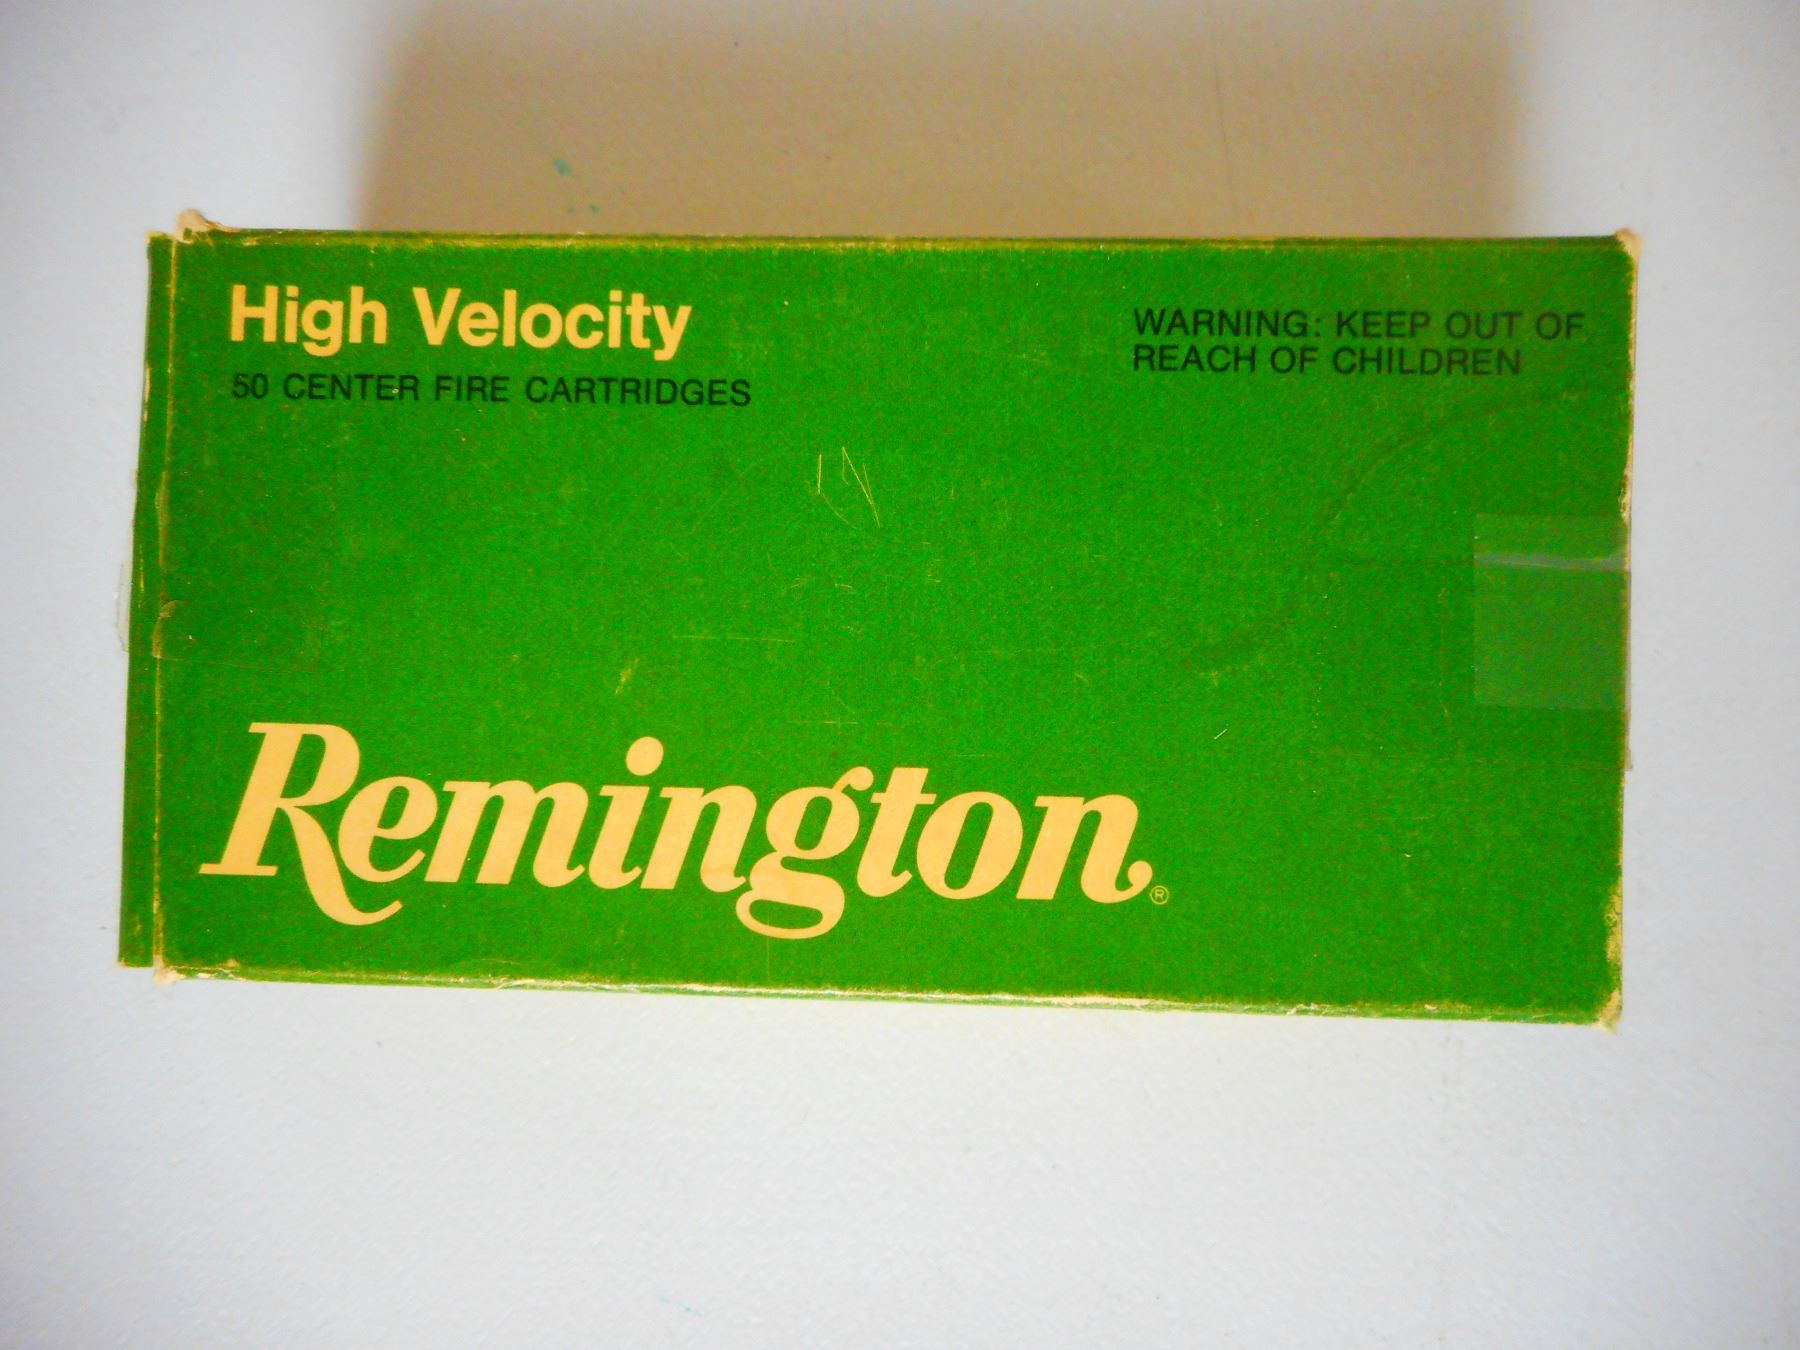 High Velocity
50 CENTER FIRE CARTRIDGES
WARNING: KEEP OUT OF
REACH OF CHILDREN
Remington®